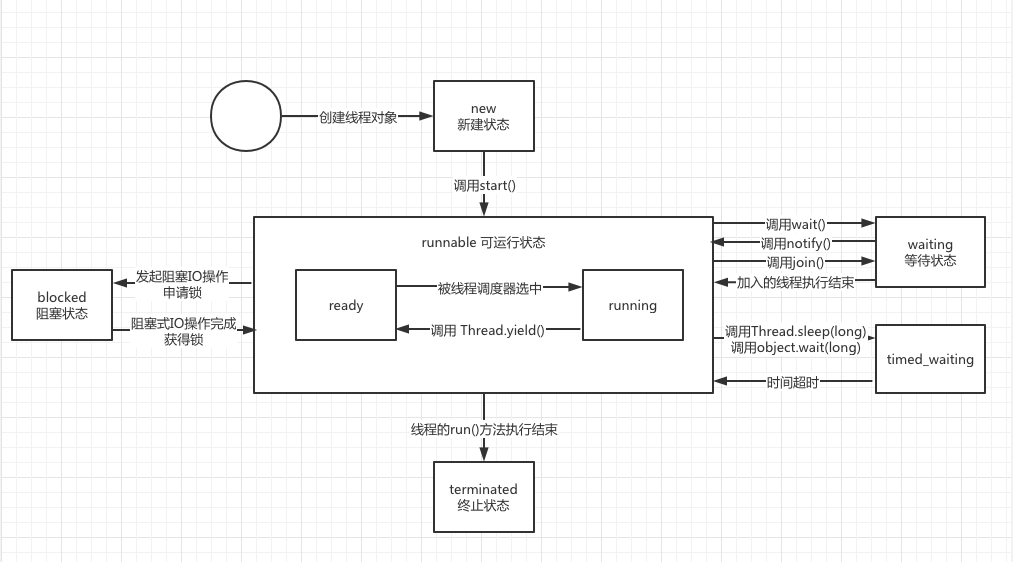 创建线程对象
new
新建状态
调用start()
runnable 可运行状态
ready
被线程调度器选中
调用 Thread.yield()
running
发起阻塞IO操作
申请锁
blocked
阻塞状态
阻塞式IO操作完成
获得锁
调用wait()
调用notify()
调用join()
加入的线程执行结束
waiting
等待状态
调用Thread.sleep(long)
调用object.wait(long)
timed_waiting
时间超时
线程的run()方法执行结束
terminated
终止状态